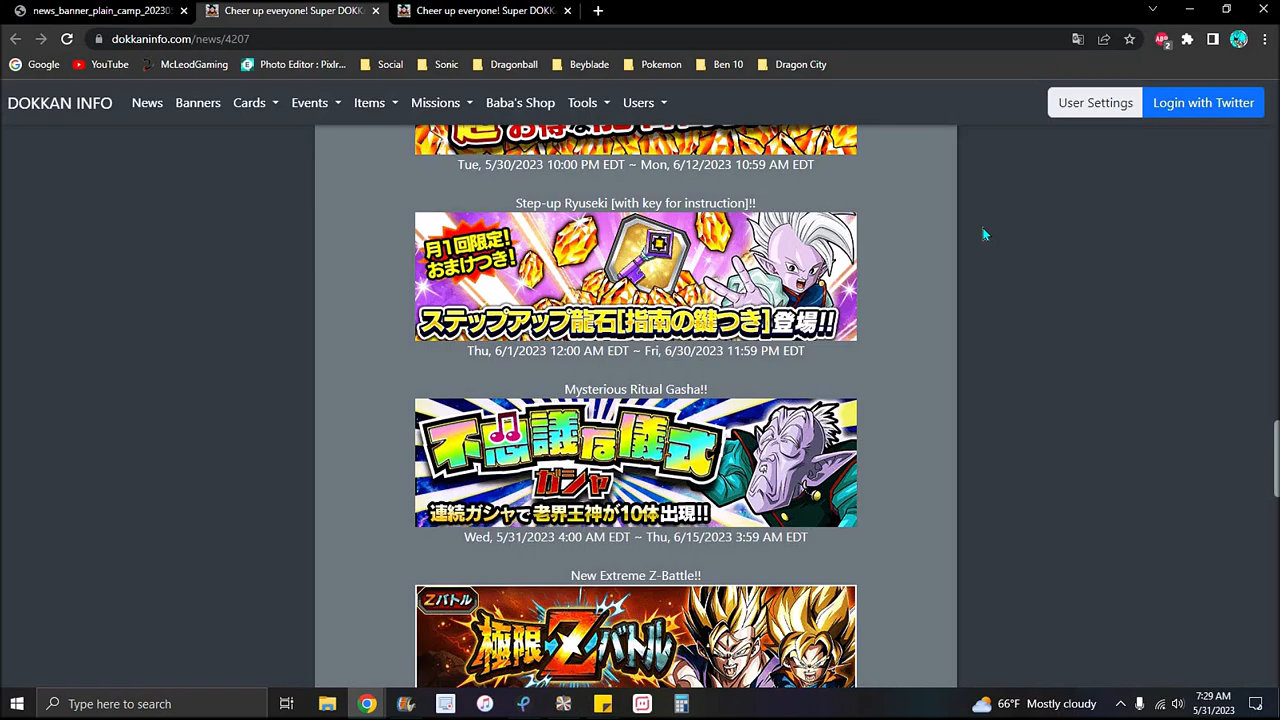 news_banner_plain_camp_20230
Cheer up everyone! Super DOKK
Cheer up everyone! Super DOKK
dokkaninfo.com/news/4207
2
Google
YouTube
McLeodGaming
Photo Editor : Pixlr...
Social
Sonic
Dragonball
Beyblade
Pokemon
Ben 10
Dragon City
DOKKAN INFO
News
Banners
Cards
Events
Items
Missions
Baba's Shop
Tools
Users
User Settings
Login with Twitter
Tue, 5/30/2023 10:00 PM EDT ~ Mon, 6/12/2023 10:59 AM EDT
Step-up Ryuseki [with key for instruction]!!
月1回限定!
おまけつき!
ステップアップ龍石[指南の鍵つき]登場!!
Thu, 6/1/2023 12:00 AM EDT ~ Fri, 6/30/2023 11:59 PM EDT
Mysterious Ritual Gasha!!
不思議な儀式
ガシャ
連続ガシャで老界王神が10体出現!!
Wed, 5/31/2023 4:00 AM EDT ~ Thu, 6/15/2023 3:59 AM EDT
New Extreme Z-Battle!!
Zバトル
極限Zバトル
Type here to search
66°F Mostly cloudy
7:29 AM
5/31/2023